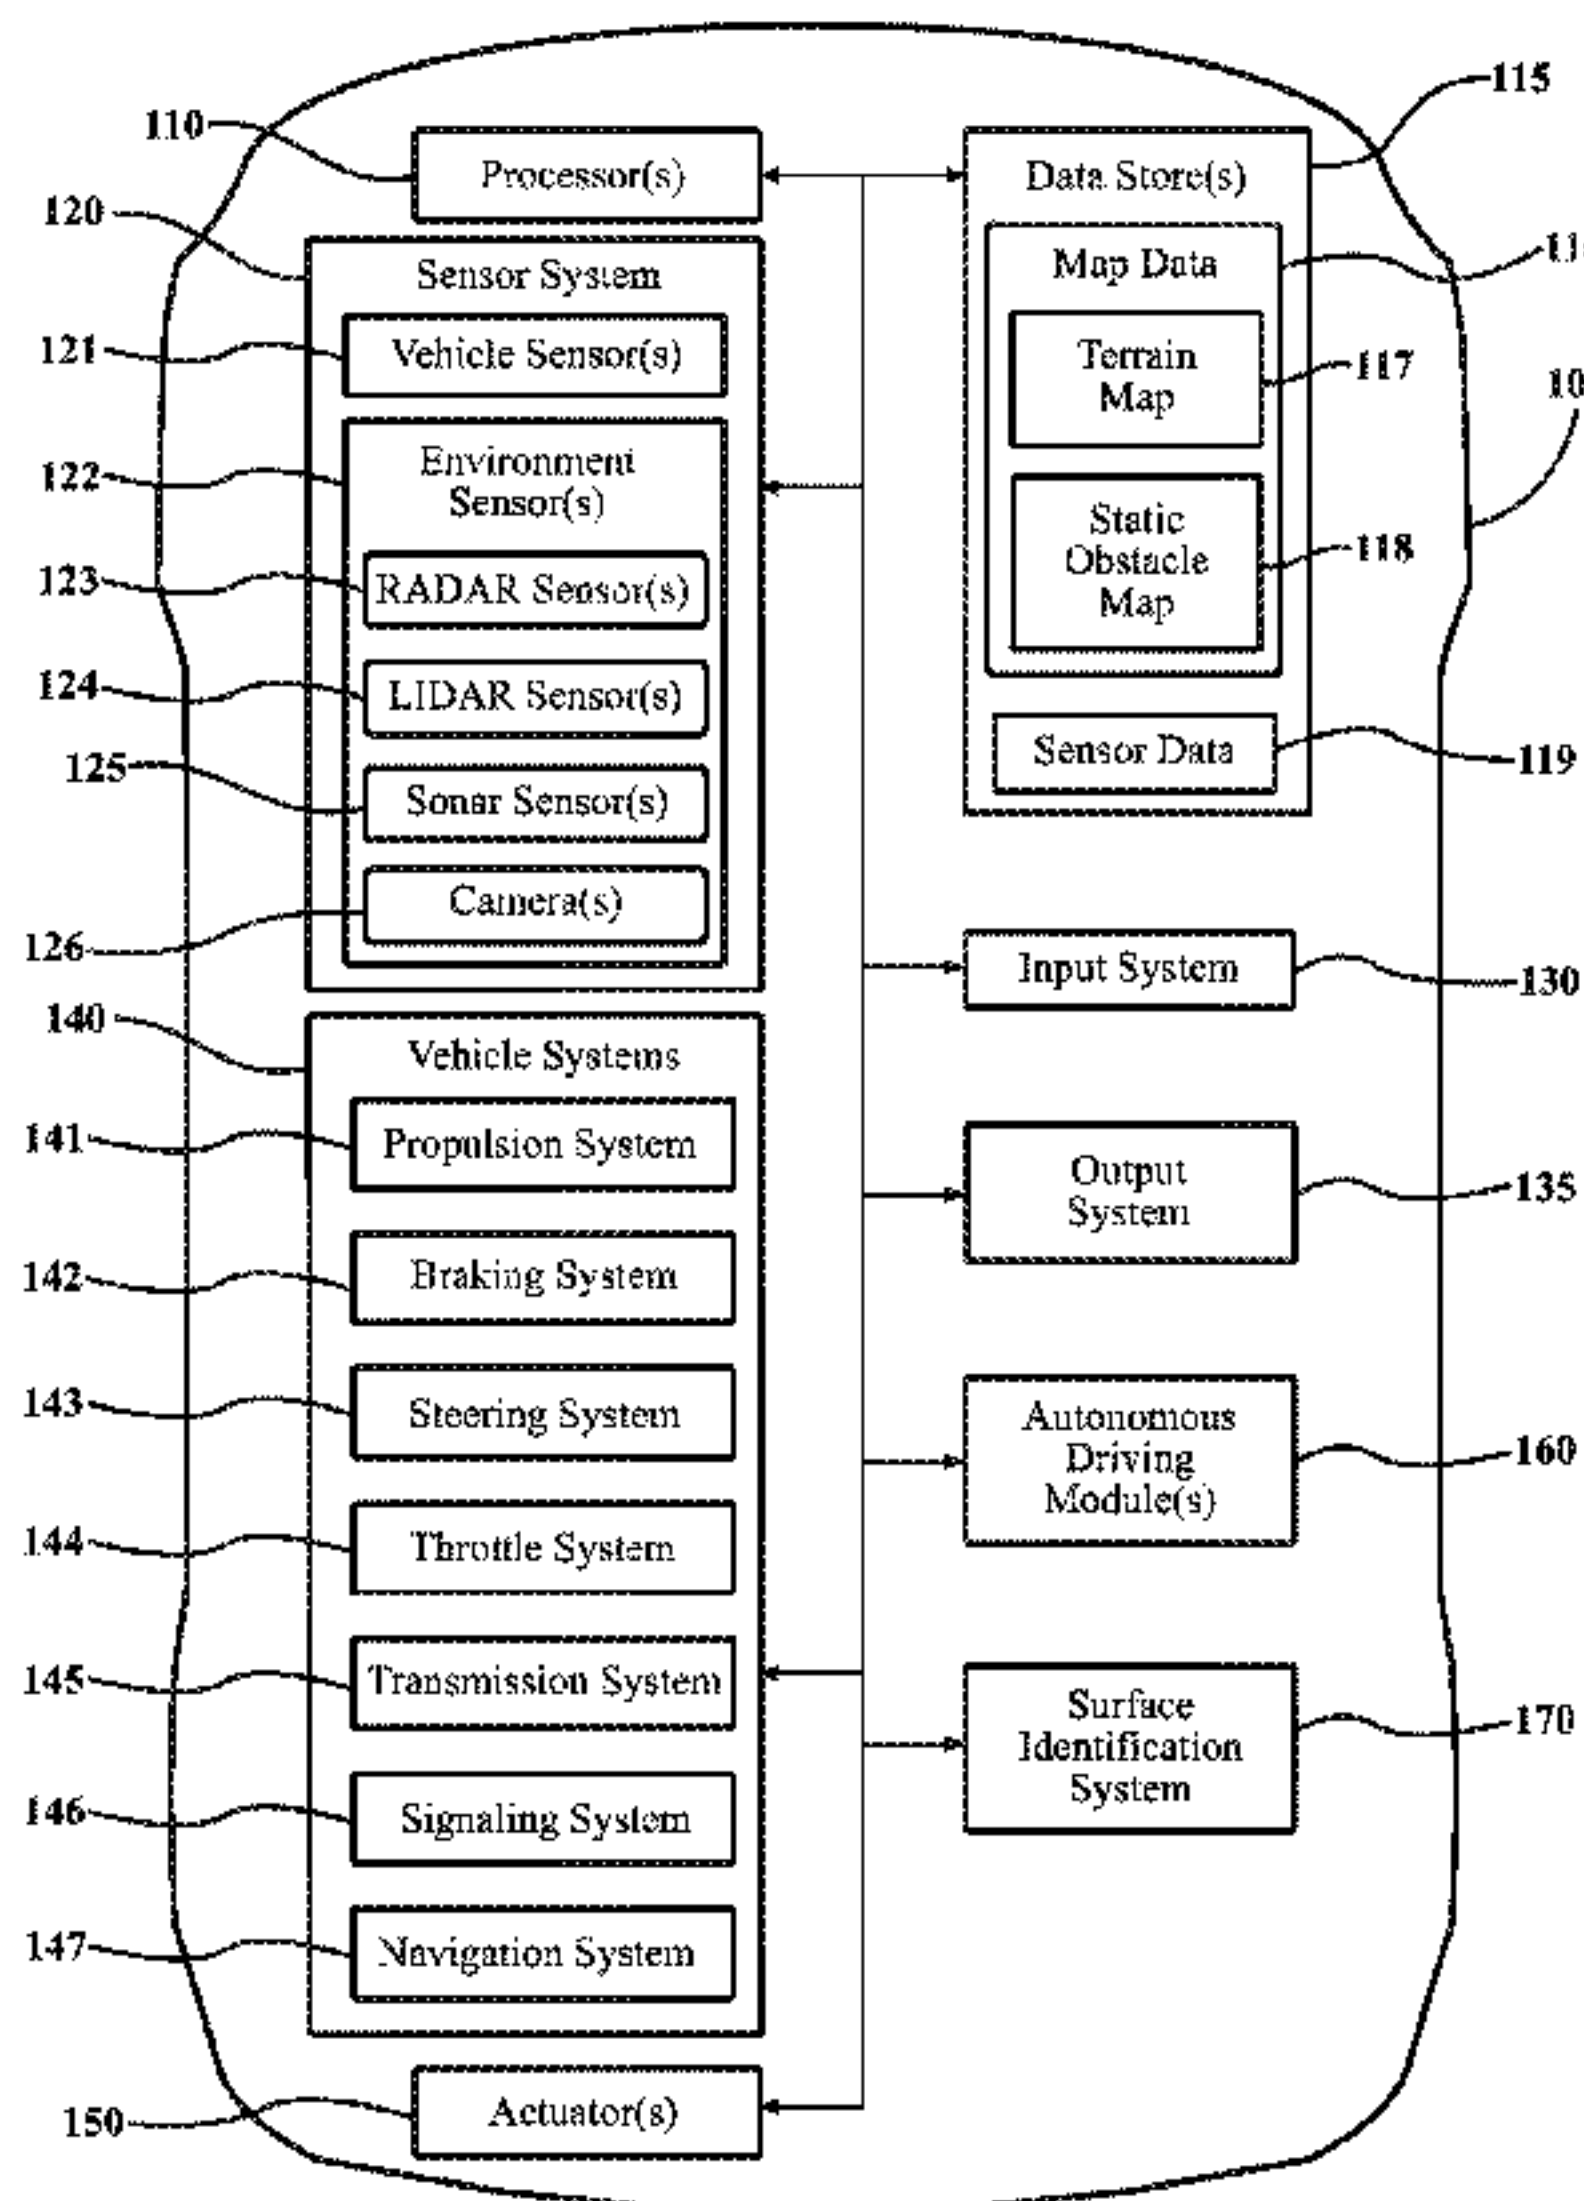 110
Processor(s)
115
Data Store(s)
120
Sensor System
Map Data
121
Vehicle Sensor(s)
Terrain
Map
117
122
Environment
Sensor(s)
Static
Obstacle
Map
118
123
RADAR Sensor(s)
124
LIDAR Sensor(s)
Sensor Data
119
125
Sonar Sensor(s)
126
Camera(s)
Input System
130
140
Vehicle Systems
141
Propulsion System
Output
System
135
142
Braking System
143
Steering System
Autonomous
Driving
Module(s)
160
144
Throttle System
145
Transmission System
Surface
Identification
System
170
146
Signaling System
147
Navigation System
150
Actuator(s)